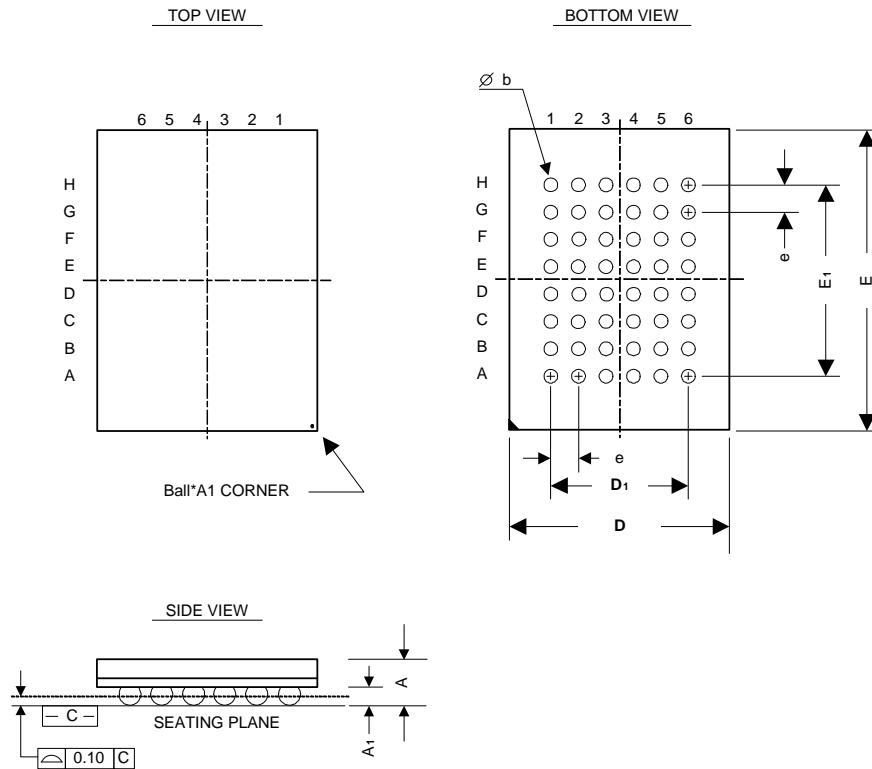 TOP VIEW
6 5 4 3 2 1
H
G
F
E
D
C
B
A
Ball*A1 CORNER
BOTTOM VIEW
Ø b
1 2 3 4 5 6
H
G
F
E
D
C
B
A
e
E1
E
e
D1
D
SIDE VIEW
A
A1
C
SEATING PLANE
⌓ 0.10 C